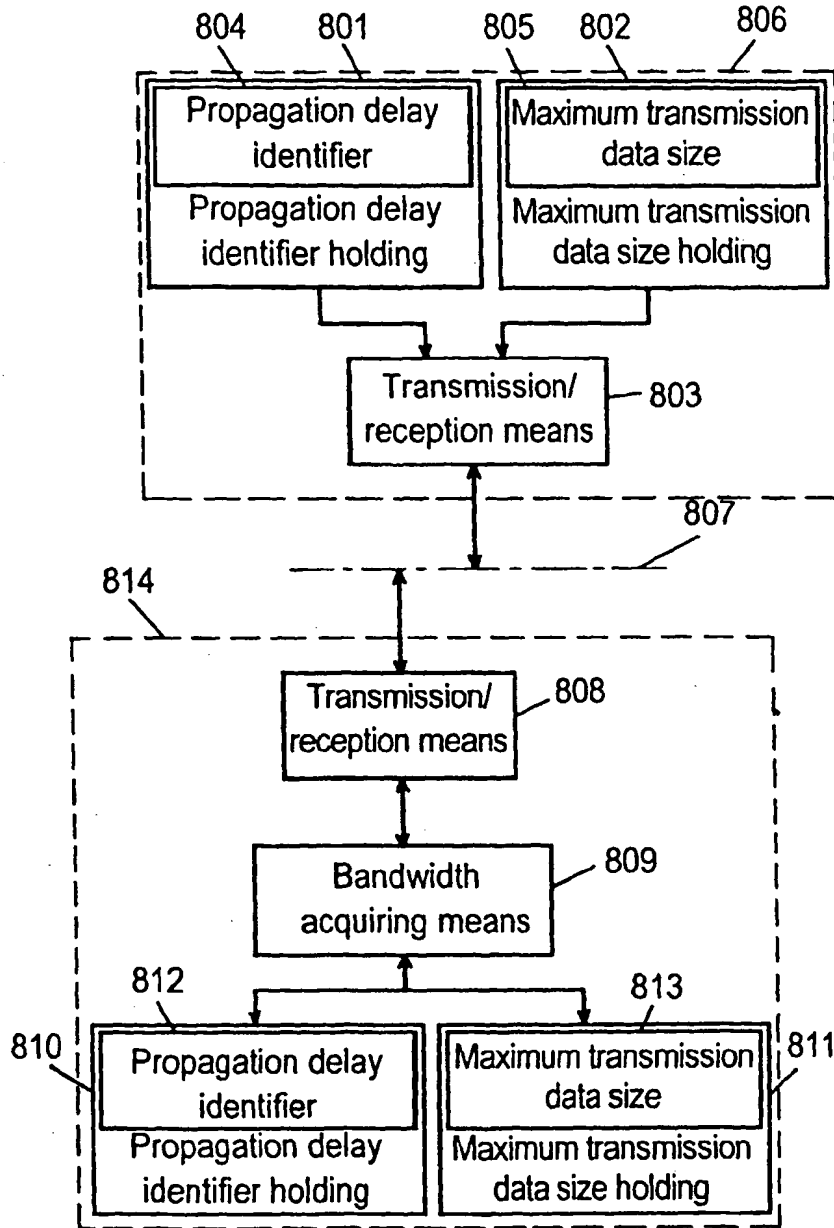 804 801 805 802 806
Propagation delay
identifier
Propagation delay
identifier holding
Maximum transmission
data size
Maximum transmission
data size holding
Transmission/
reception means
803
807
814
Transmission/
reception means
808
Bandwidth
acquiring means
809
812
813
810
Propagation delay
identifier
Propagation delay
identifier holding
Maximum transmission
data size
Maximum transmission
data size holding
811